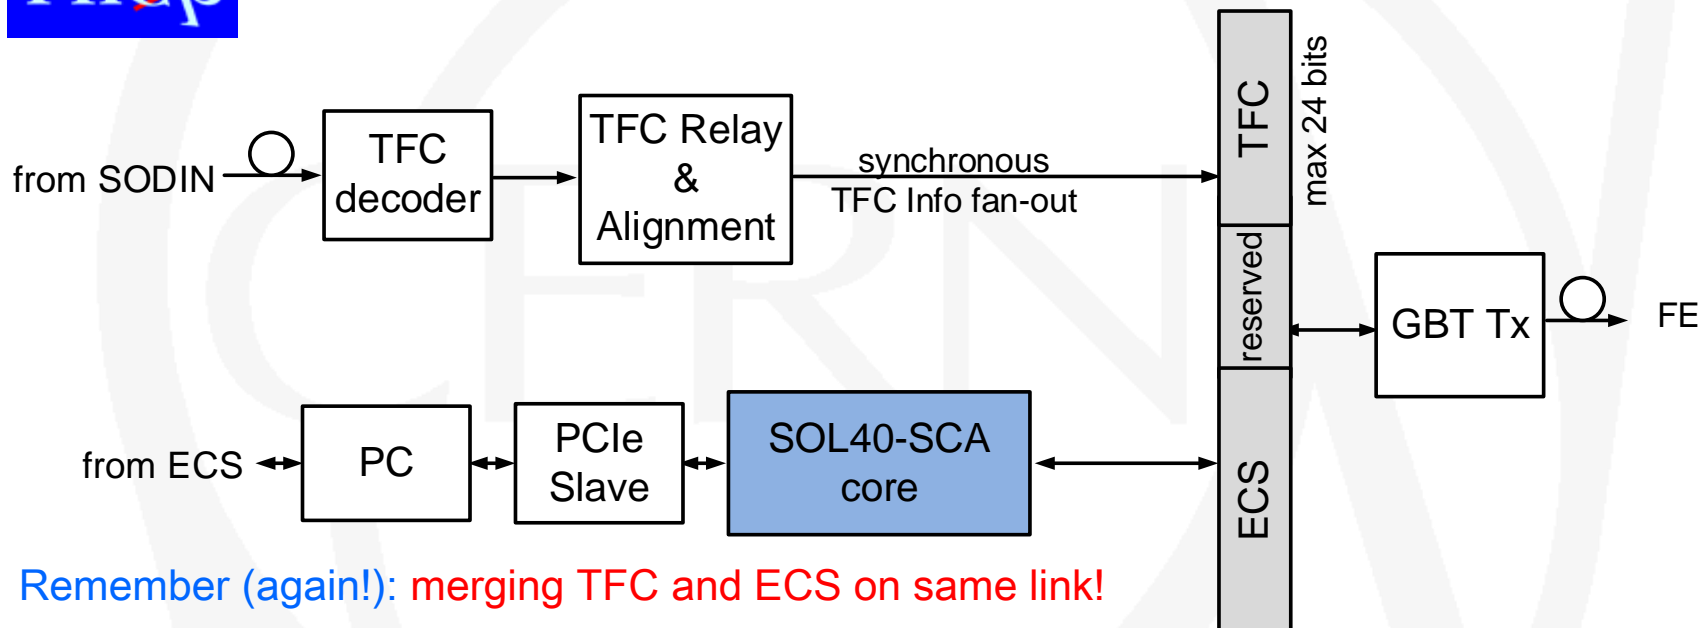 from SODIN
TFC
decoder
TFC Relay
&
Alignment
synchronous
TFC Info fan-out
TFC
max 24 bits
reserved
ECS
GBT Tx
FE
from ECS
PC
PCIe
Slave
SOL40-SCA
core
Remember (again!): merging TFC and ECS on same link!
CERN